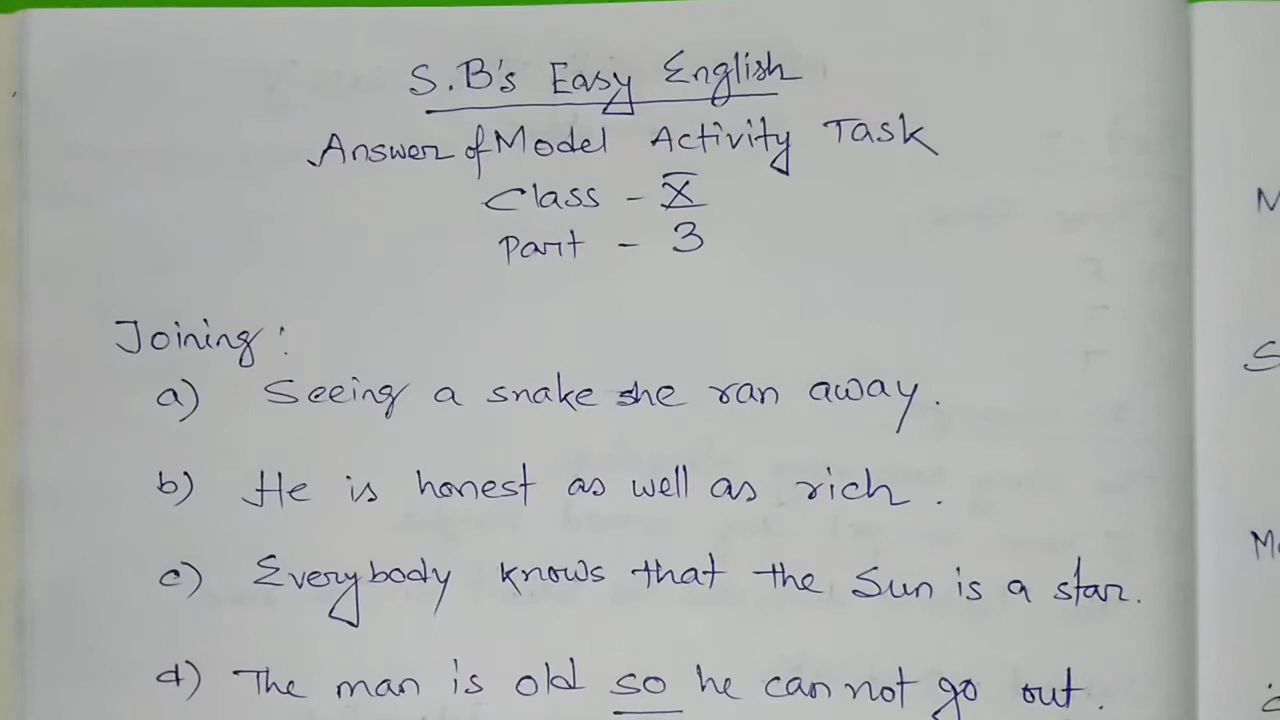 S.B's Easy English
Answer of Model Activity Task
Class - X
Part - 3
Joining:
a) Seeing a snake she ran away.
b) He is honest as well as rich.
c) Everybody knows that the Sun is a star.
d) The man is old so he can not go out.